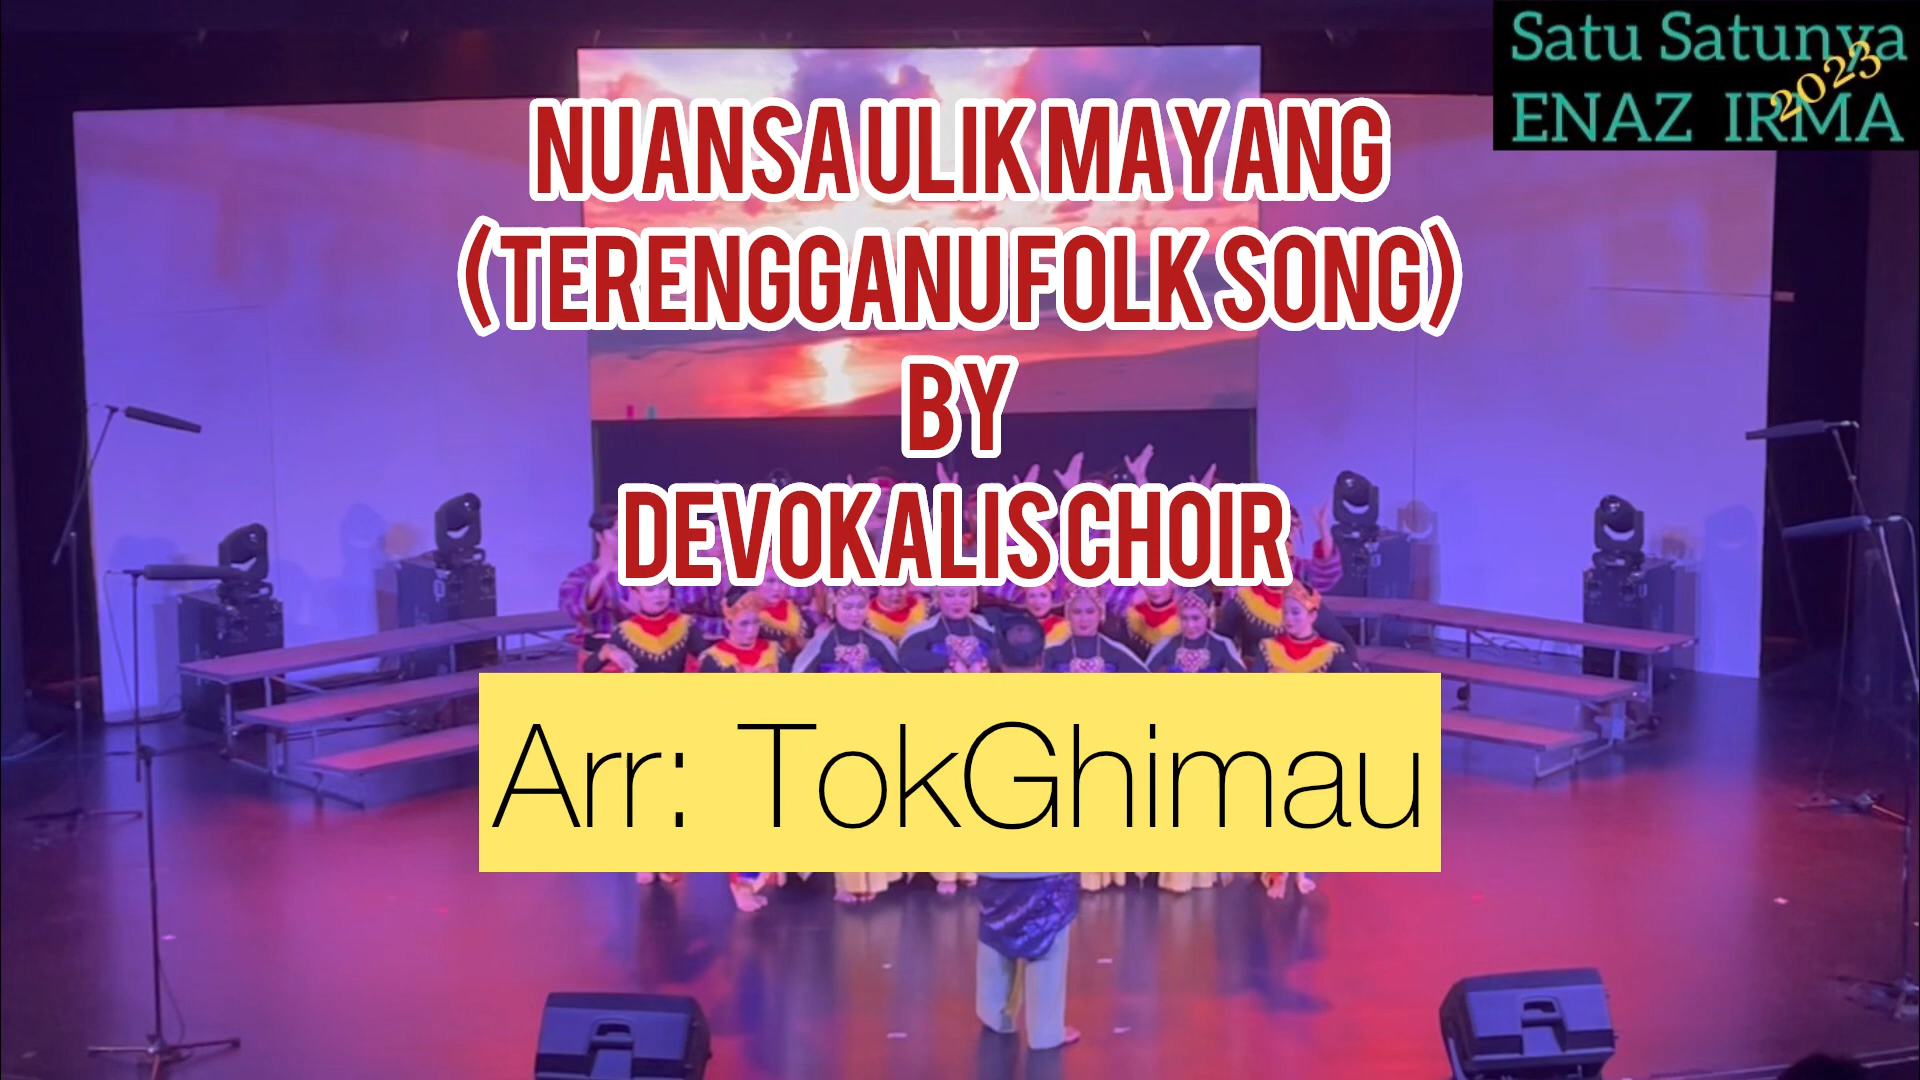 Satu Satunya
2023
ENAZ IRMA
NUANSA ULIK MAYANG
(TERENGGANU FOLK SONG)
BY
DEVOKALIS CHOIR
Arr: TokGhimau